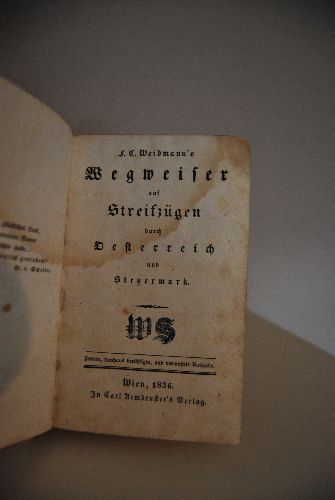 F. C. Weidmann's
Wegweiser
auf
Streifzügen
durch
Oesterreich
und
Steyermark.
WS
Zweite, durchaus berichtigte, und vermehrte Ausgabe.
Wien, 1836.
In Carl Armbruster's Verlag.